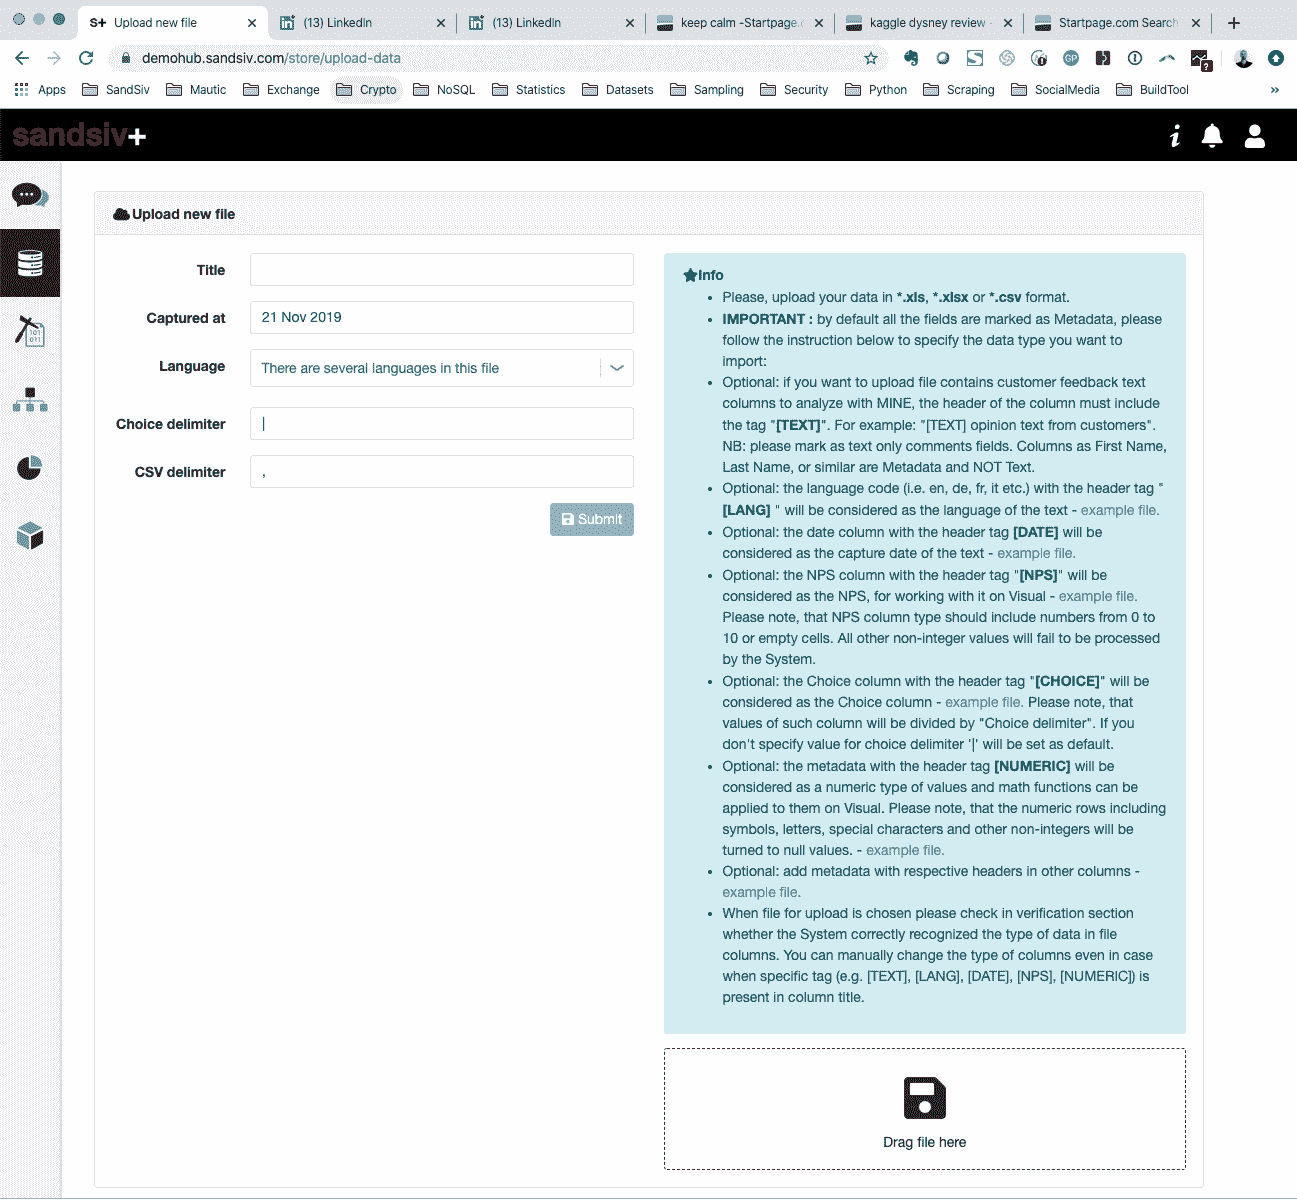 S+ Upload new file
(13) LinkedIn
(13) LinkedIn
keep calm -Startpage.c
kaggle dysney review -
Startpage.com Search
demohub.sandsiv.com/store/upload-data
Apps SandSiv Mautic Exchange Crypto NoSQL Statistics Datasets Sampling Security Python Scraping SocialMedia BuildTool »
sandsiv+
Upload new file
Title
Captured at 21 Nov 2019
Language There are several languages in this file
Choice delimiter |
CSV delimiter ,
Submit
Info
• Please, upload your data in *.xls, *.xlsx or *.csv format.
• IMPORTANT : by default all the fields are marked as Metadata, please
follow the instruction below to specify the data type you want to
import:
• Optional: if you want to upload file contains customer feedback text
columns to analyze with MINE, the header of the column must include
the tag "[TEXT]". For example: "[TEXT] opinion text from customers".
NB: please mark as text only comments fields. Columns as First Name,
Last Name, or similar are Metadata and NOT Text.
• Optional: the language code (i.e. en, de, fr, it etc.) with the header tag "
[LANG] " will be considered as the language of the text - example file.
• Optional: the date column with the header tag [DATE] will be
considered as the capture date of the text - example file.
• Optional: the NPS column with the header tag "[NPS]" will be
considered as the NPS, for working with it on Visual - example file.
Please note, that NPS column type should include numbers from 0 to
10 or empty cells. All other non-integer values will fail to be processed
by the System.
• Optional: the Choice column with the header tag "[CHOICE]" will be
considered as the Choice column - example file. Please note, that
values of such column will be divided by "Choice delimiter". If you
don't specify value for choice delimiter '|' will be set as default.
• Optional: the metadata with the header tag [NUMERIC] will be
considered as a numeric type of values and math functions can be
applied to them on Visual. Please note, that the numeric rows including
symbols, letters, special characters and other non-integers will be
turned to null values. - example file.
• Optional: add metadata with respective headers in other columns -
example file.
• When file for upload is chosen please check in verification section
whether the System correctly recognized the type of data in file
columns. You can manually change the type of columns even in case
when specific tag (e.g. [TEXT], [LANG], [DATE], [NPS], [NUMERIC]) is
present in column title.
Drag file here